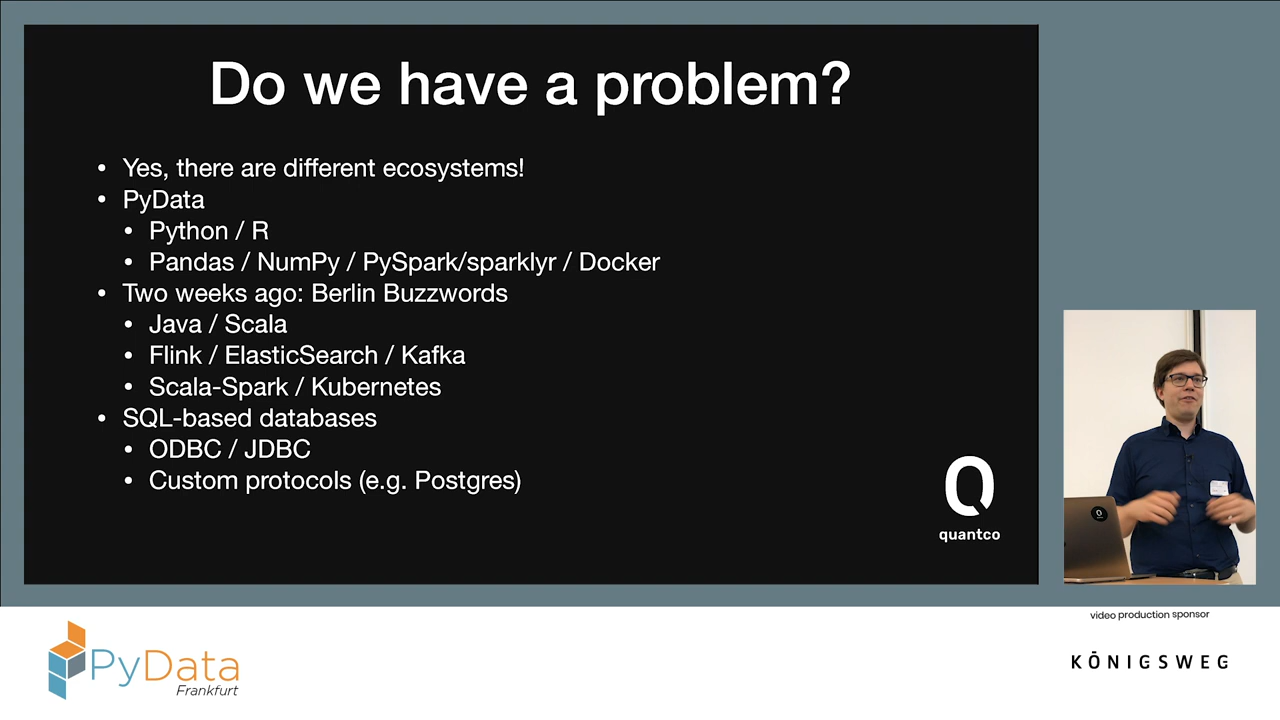 Do we have a problem?
• Yes, there are different ecosystems!
• PyData
• Python / R
• Pandas / NumPy / PySpark/sparklyr / Docker
• Two weeks ago: Berlin Buzzwords
• Java / Scala
• Flink / ElasticSearch / Kafka
• Scala-Spark / Kubernetes
• SQL-based databases
• ODBC / JDBC
• Custom protocols (e.g. Postgres)
Q
quantco
video production sponsor
KÖNIGSWEG
PyData
Frankfurt